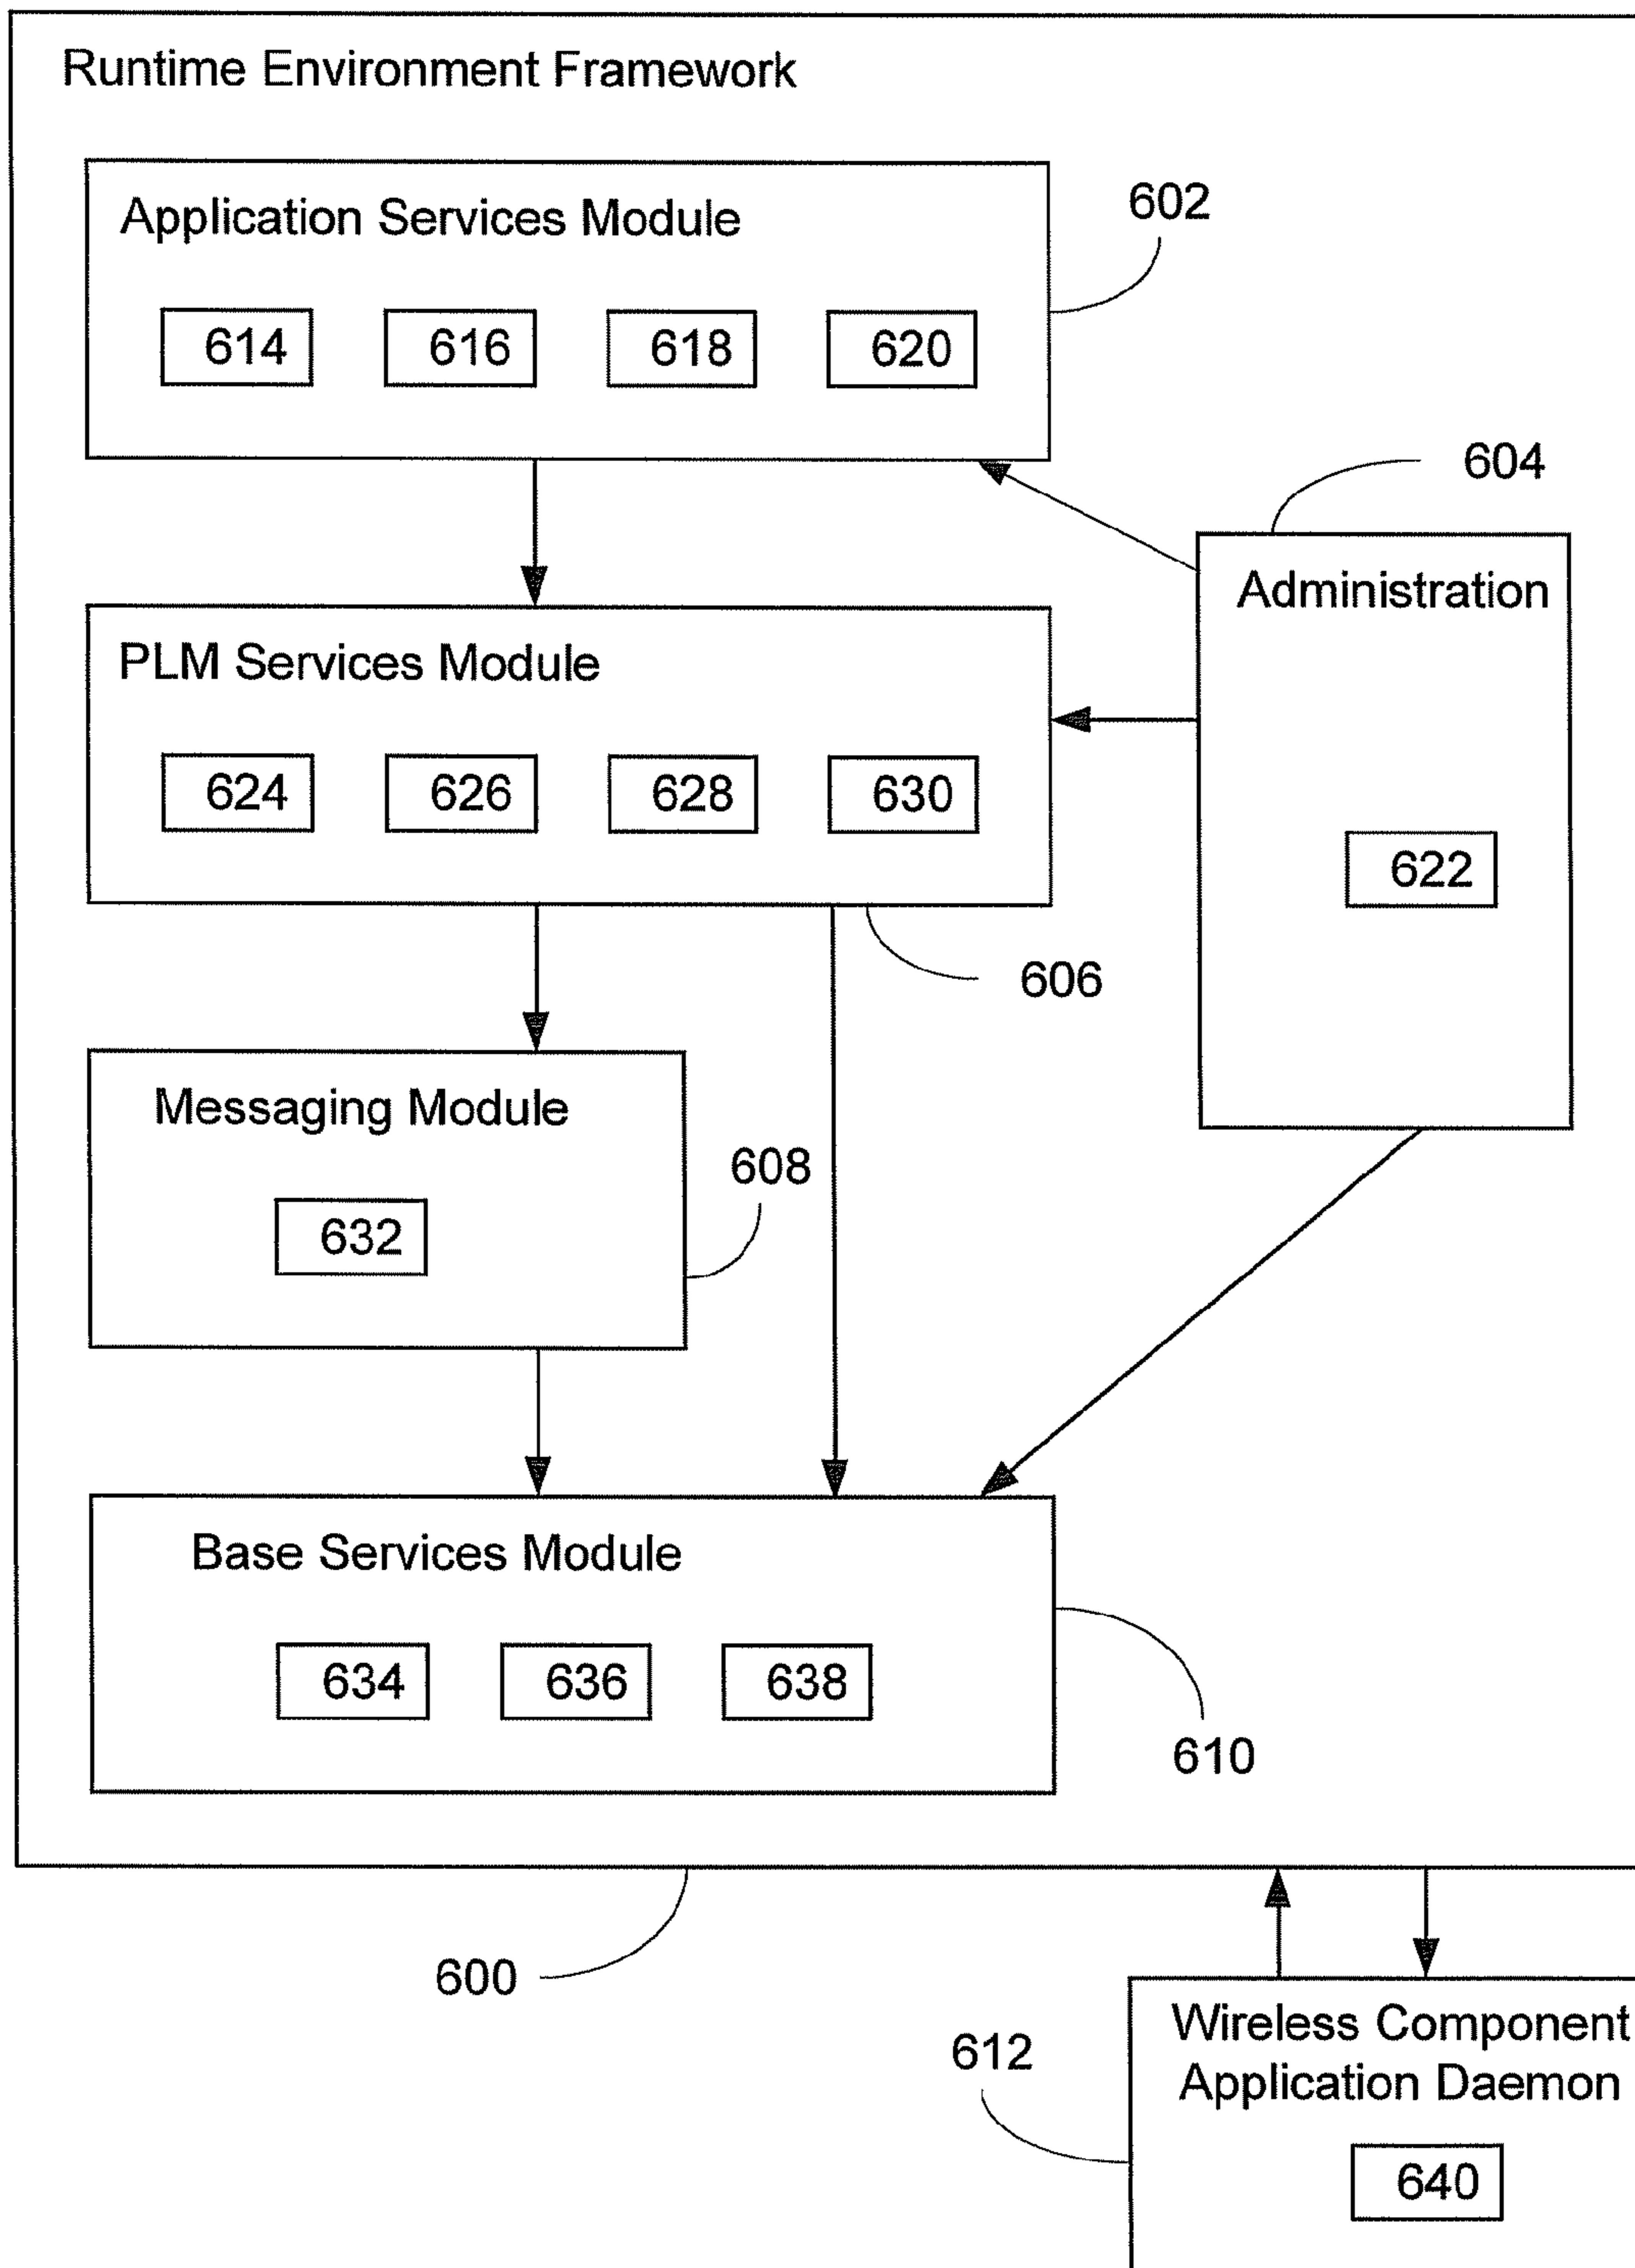 Runtime Environment Framework
Application Services Module
602
614 616 618 620
604
Administration
PLM Services Module
624 626 628 630
622
606
Messaging Module
608
632
Base Services Module
634 636 638
610
600
Wireless Component
Application Daemon
612
640